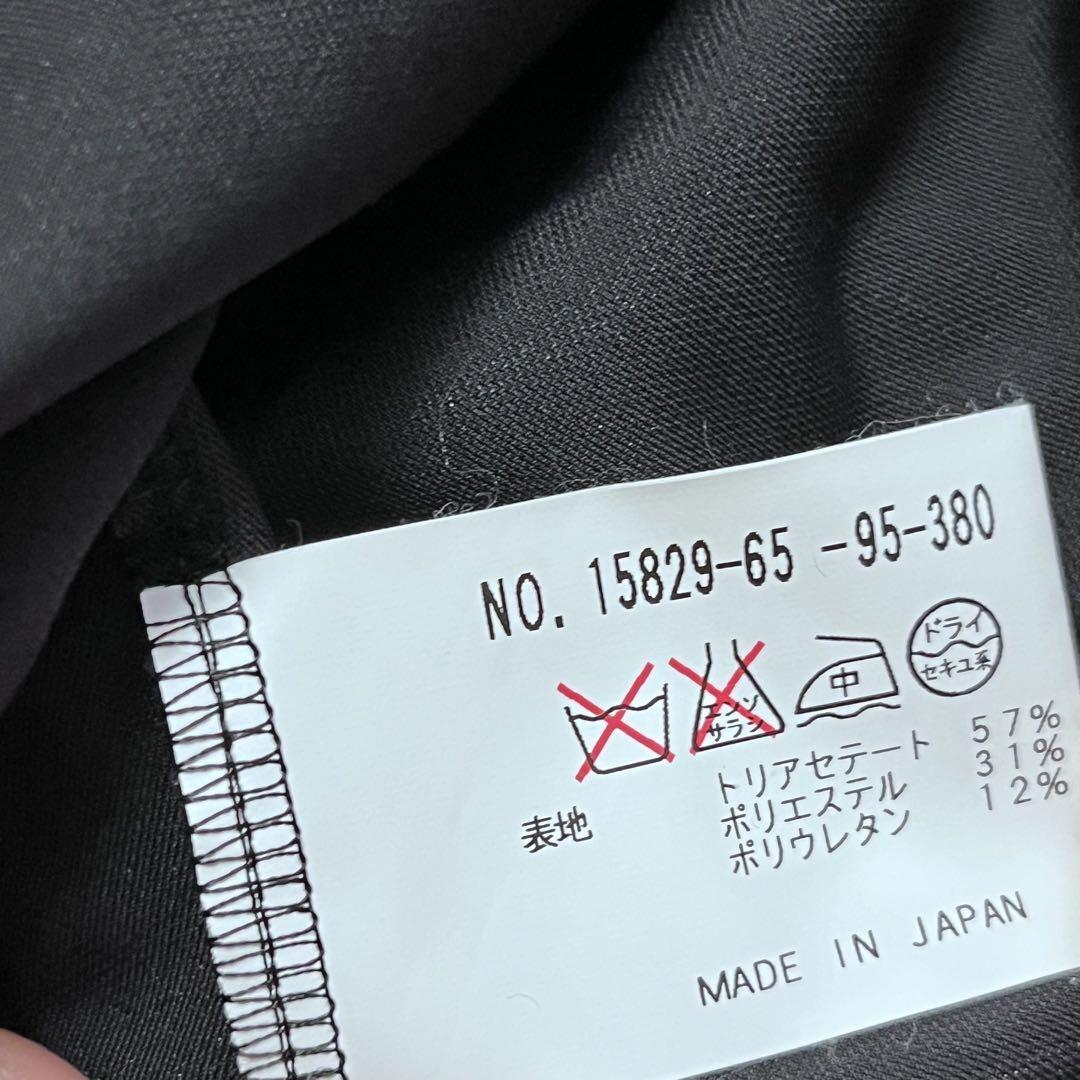 NO. 15829-65 -95-380
エンソ
サラシ
中
ドライ
セキユ系
表地
トリアセテート 57%
ポリエステル 31%
ポリウレタン 12%
MADE IN JAPAN